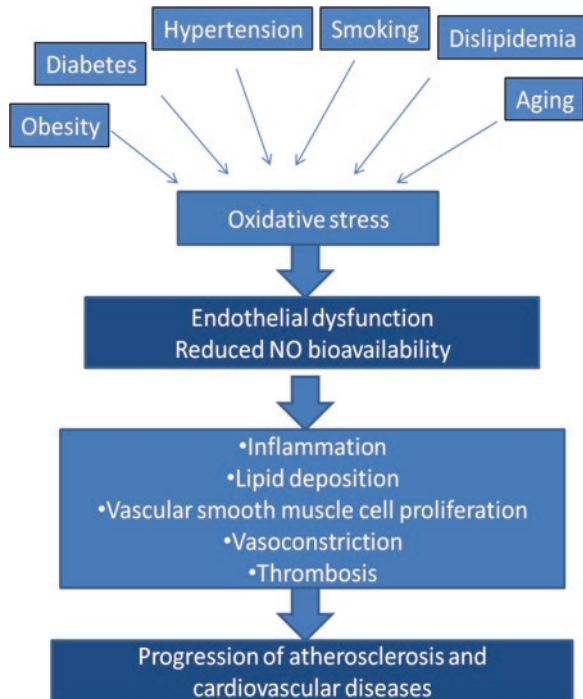 Hypertension
Smoking
Diabetes
Dislipidemia
Obesity
Aging
Oxidative stress
Endothelial dysfunction
Reduced NO bioavailability
•Inflammation
•Lipid deposition
•Vascular smooth muscle cell proliferation
•Vasoconstriction
•Thrombosis
Progression of atherosclerosis and
cardiovascular diseases